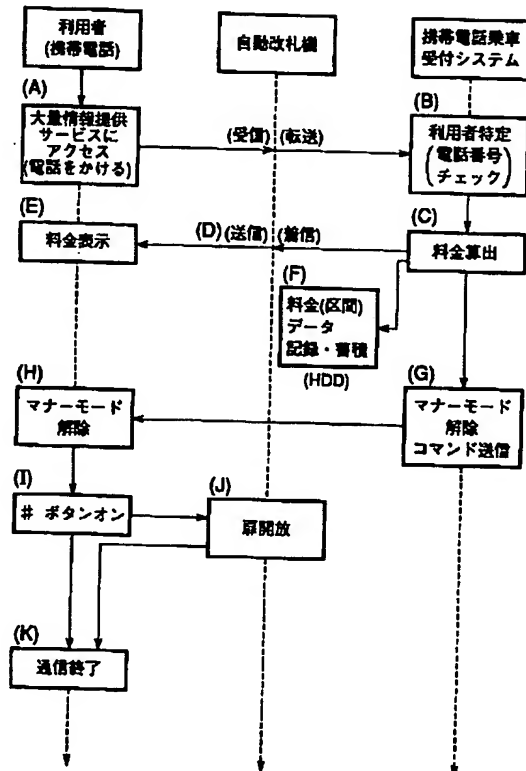 利用者
(携帯電話)
自動改札機
携帯電話乗車
受付システム
(A)
大量情報提供
サービスに
アクセス
(電話をかける)
(受信)
(転送)
(B)
利用者特定
(電話番号
チェック)
(E)
料金表示
(D)
(送信)
(着信)
(C)
料金算出
(F)
料金(区間)
データ
記録・蓄積
(HDD)
(H)
マナーモード
解除
(G)
マナーモード
解除
コマンド送信
(I)
# ボタンオン
(J)
扉開放
(K)
通信終了